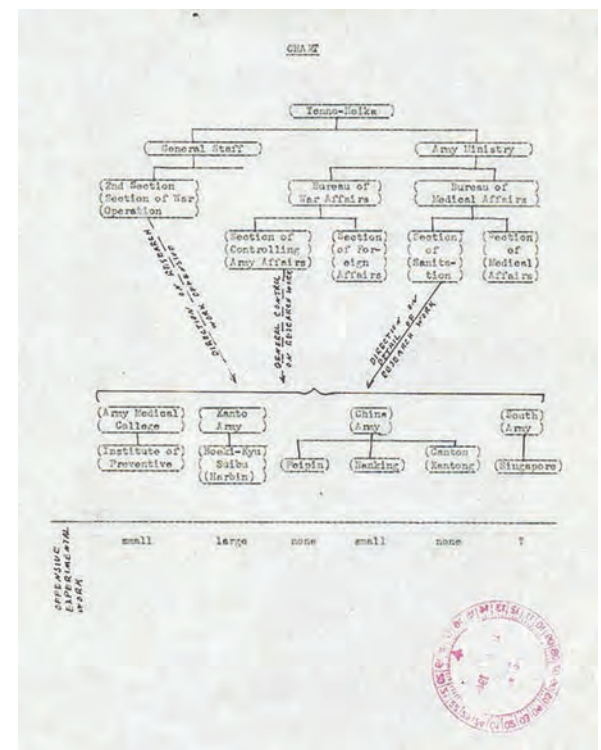 CHART
Tenno-Heika
General Staff Army Ministry
2nd Section
Section of War
Operation
Bureau of
War Affairs
Bureau of
Medical Affairs
Section of
Controlling
Army Affairs
Section
of For-
eign
Affairs
Section
of
Sanita-
tion
Section
of
Medical
Affairs
DIRECTION OF RESEARCH
WORK OPERATION
GENERAL CONTROL
ON RESEARCH WORK
DIRECTION ON
DETAIL OF
RESEARCH WORK
Army Medical
College
Kanto
Army
China
Army
South
Army
Institute of
Preventive
Boeki-Kyu
Suibu
(Harbin)
Peipin
Nanking
Canton
Kantong
Singapore
OFFENSIVE
EXPERIMENTAL
WORK
small large none small none ?